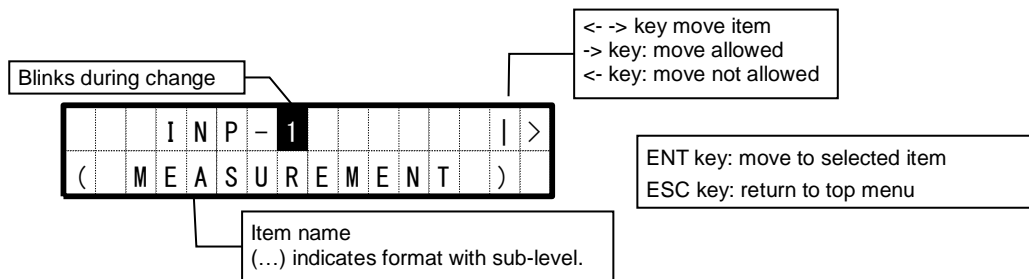 <- -> key move item
-> key: move allowed
<- key: move not allowed
Blinks during change
INP-1 |>
( MEASUREMENT )
ENT key: move to selected item
ESC key: return to top menu
Item name
(...) indicates format with sub-level.